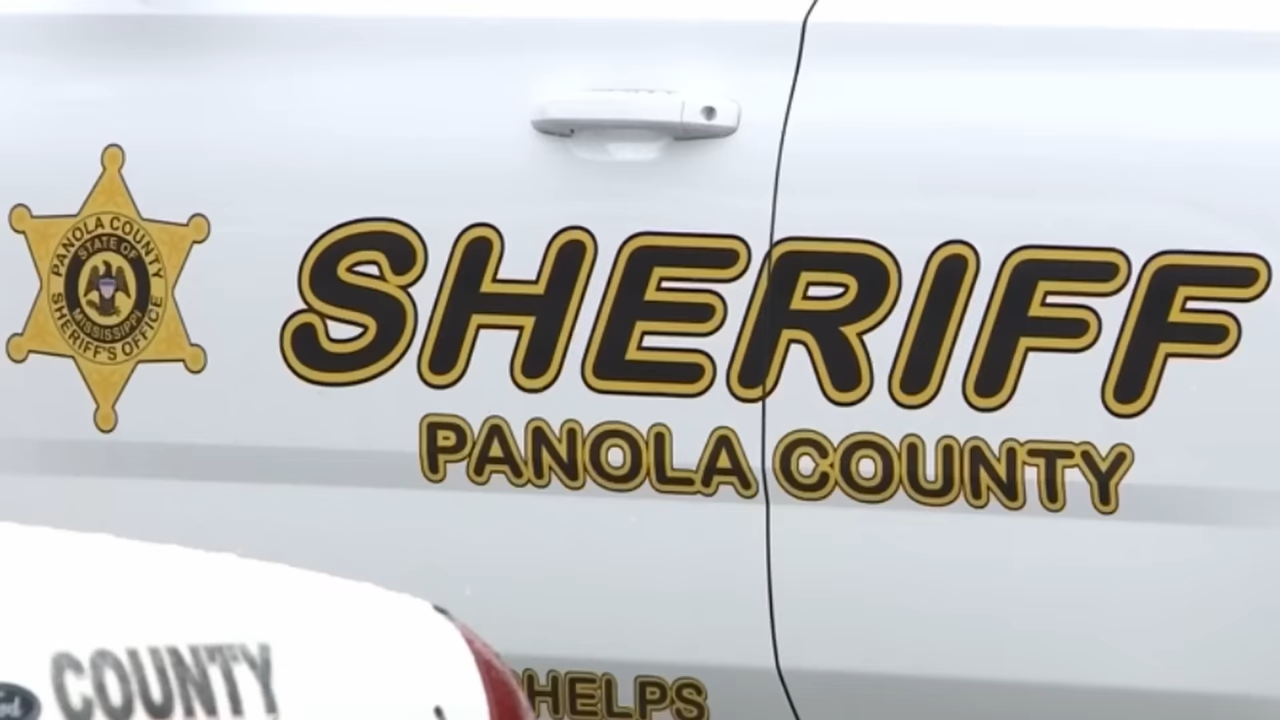 PANOLA COUNTY
STATE OF
MISSISSIPPI
SHERIFF'S OFFICE
SHERIFF
PANOLA COUNTY
COUNTY
HELPS